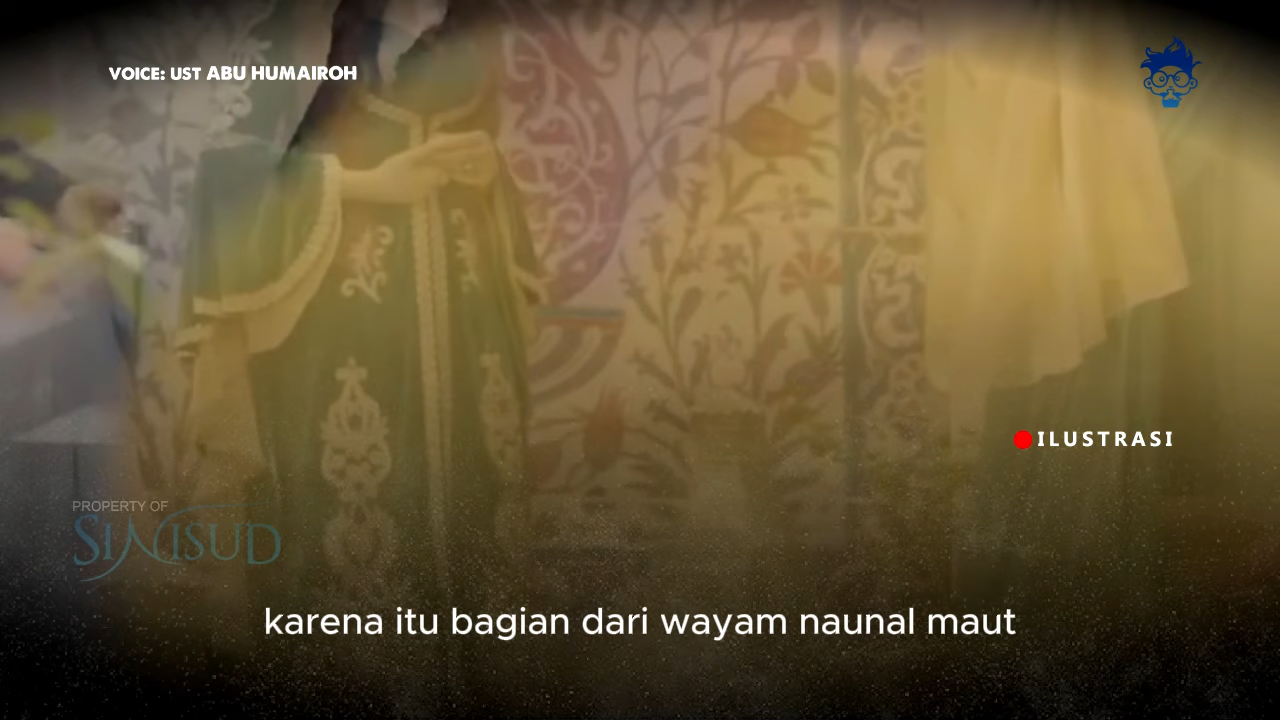 VOICE: UST ABU HUMAIROH
ILUSTRASI
PROPERTY OF
SINISUD
karena itu bagian dari wayam naunal maut